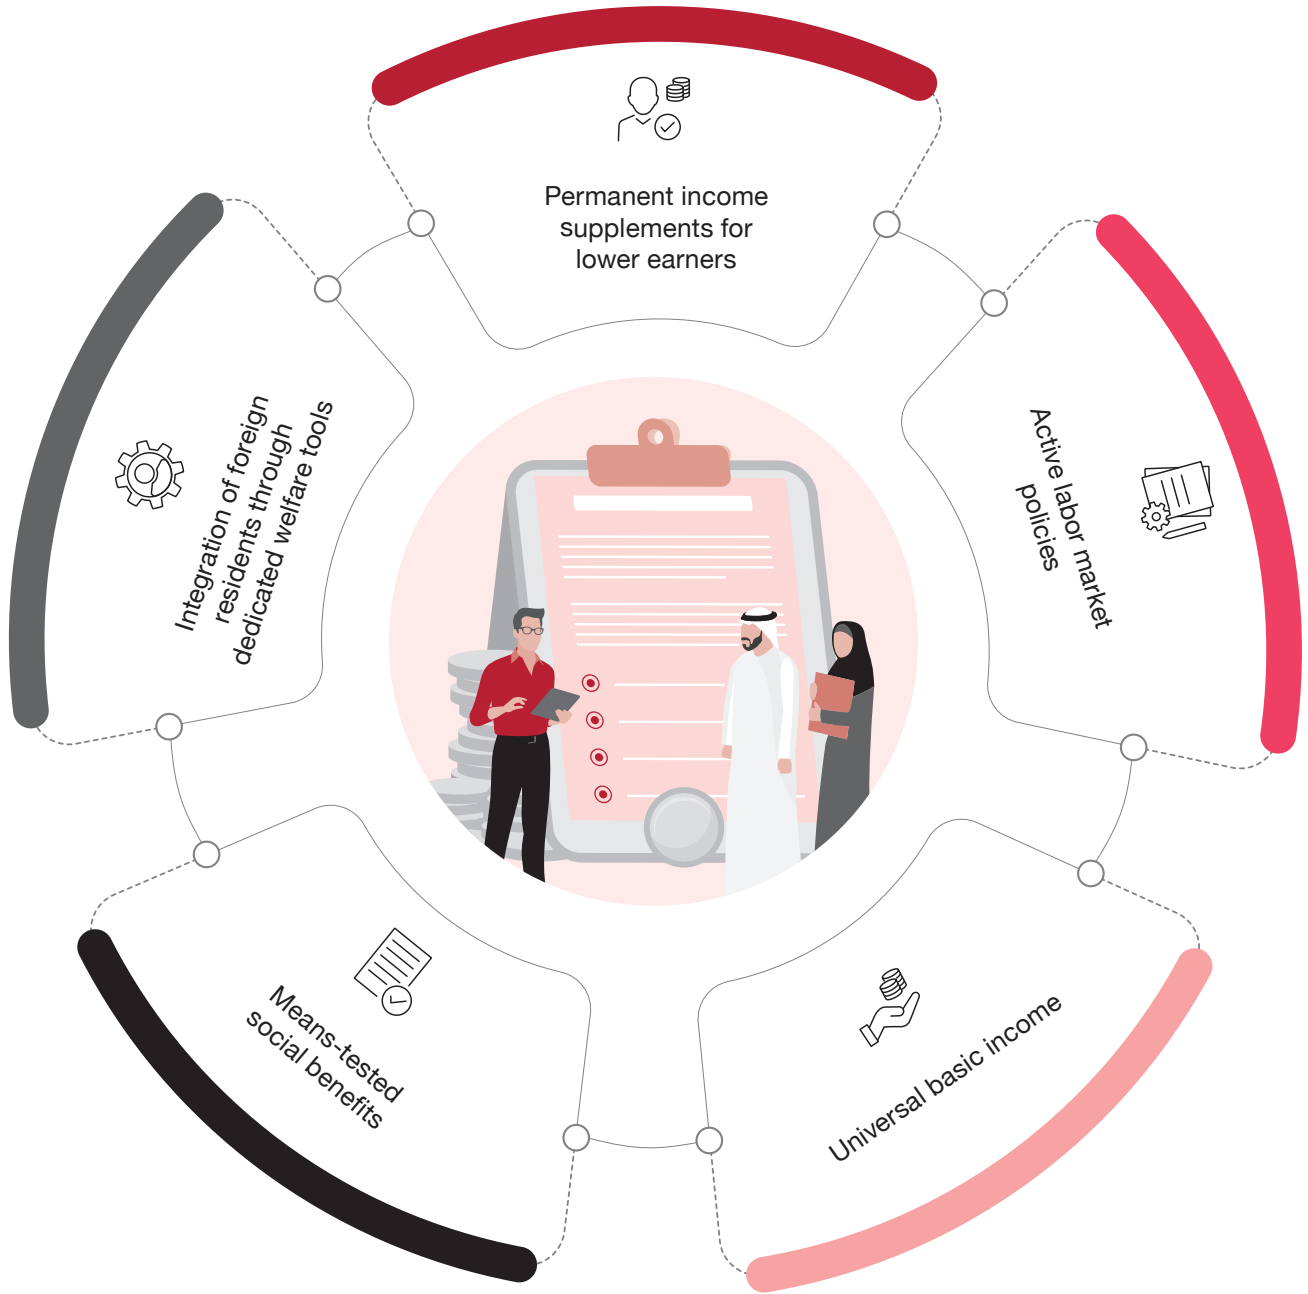 Permanent income
supplements for
lower earners
Active labor market
policies
Universal basic income
Means-tested
social benefits
Integration of foreign
residents through
dedicated welfare tools